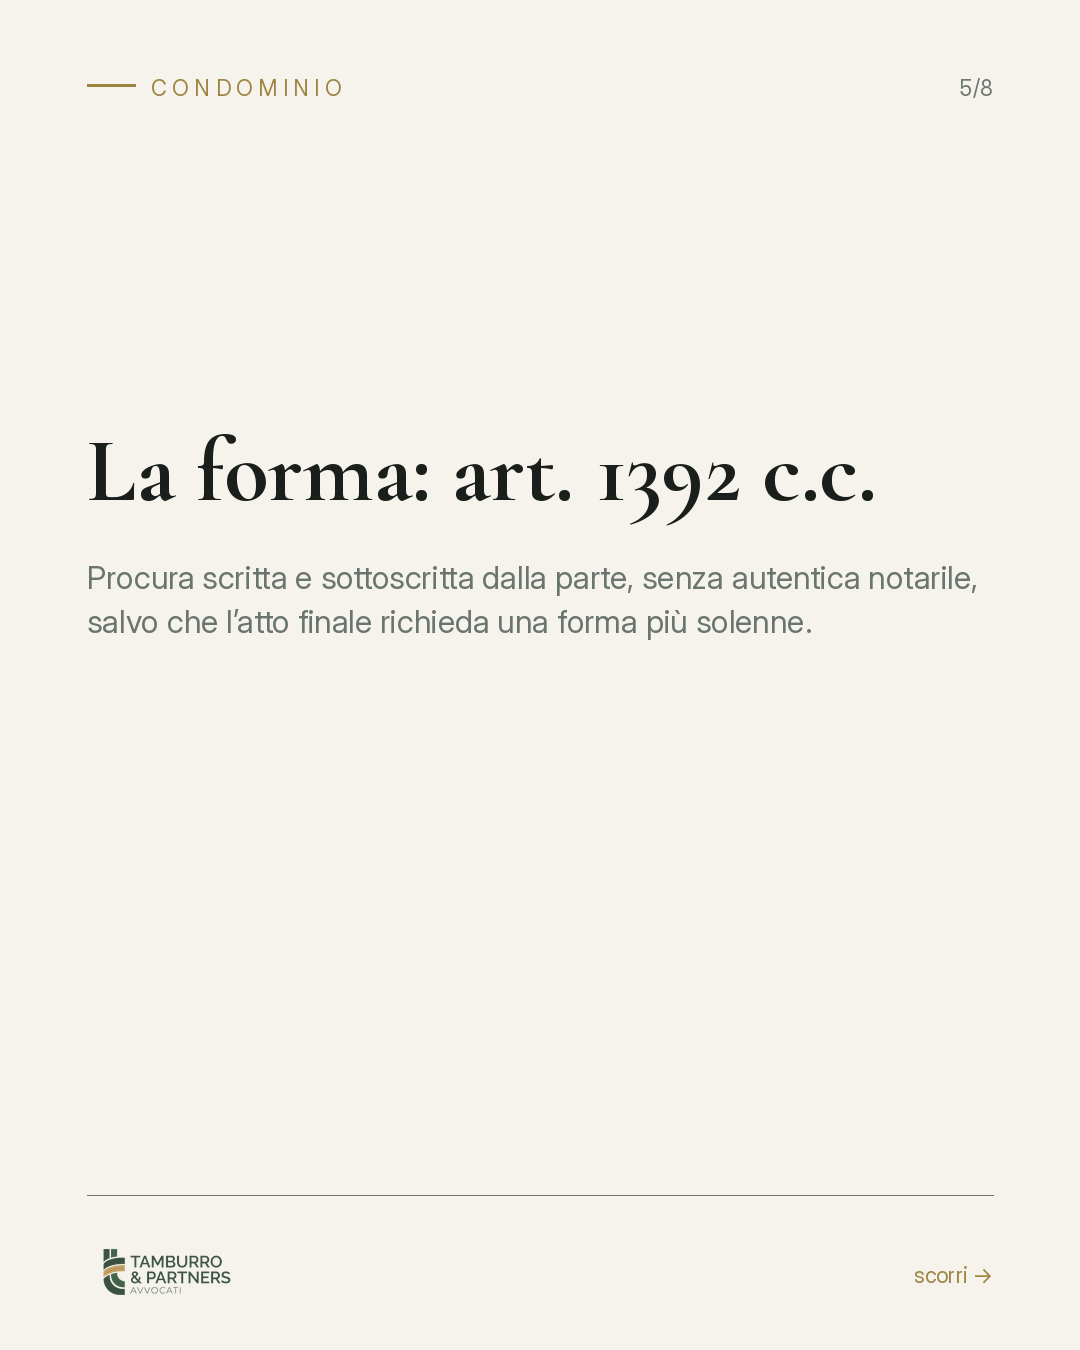 CONDOMINIO
5/8
La forma: art. 1392 c.c.
Procura scritta e sottoscritta dalla parte, senza autentica notarile,
salvo che l’atto finale richieda una forma più solenne.
TAMBURRO
& PARTNERS
AVVOCATI
scorri →